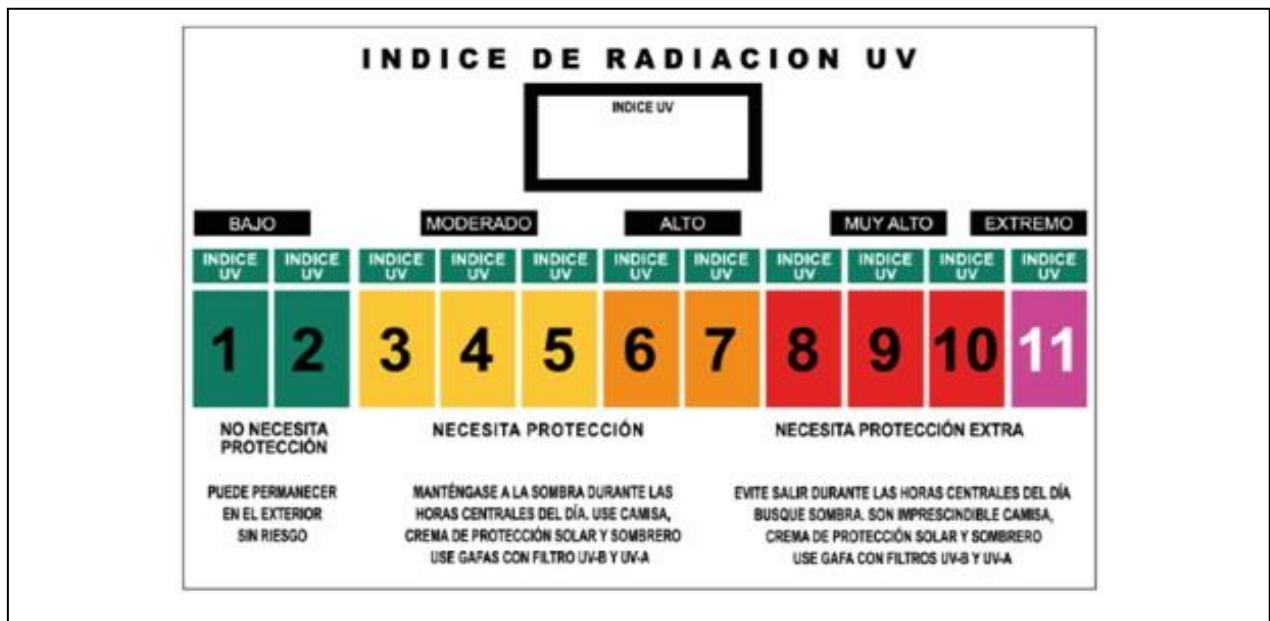 INDICE DE RADIACION UV
INDICE UV
BAJO MODERADO ALTO MUY ALTO EXTREMO
INDICE UV INDICE UV INDICE UV INDICE UV INDICE UV INDICE UV INDICE UV INDICE UV INDICE UV INDICE UV INDICE UV
1 2 3 4 5 6 7 8 9 10 11
NO NECESITA
PROTECCIÓN
PUEDE PERMANECER
EN EL EXTERIOR
SIN RIESGO
NECESITA PROTECCIÓN
MANTÉNGASE A LA SOMBRA DURANTE LAS
HORAS CENTRALES DEL DÍA. USE CAMISA,
CREMA DE PROTECCIÓN SOLAR Y SOMBRERO
USE GAFAS CON FILTRO UV-B Y UV-A
NECESITA PROTECCIÓN EXTRA
EVITE SALIR DURANTE LAS HORAS CENTRALES DEL DÍA
BUSQUE SOMBRA. SON IMPRESCINDIBLE CAMISA,
CREMA DE PROTECCIÓN SOLAR Y SOMBRERO
USE GAFA CON FILTROS UV-B Y UV-A